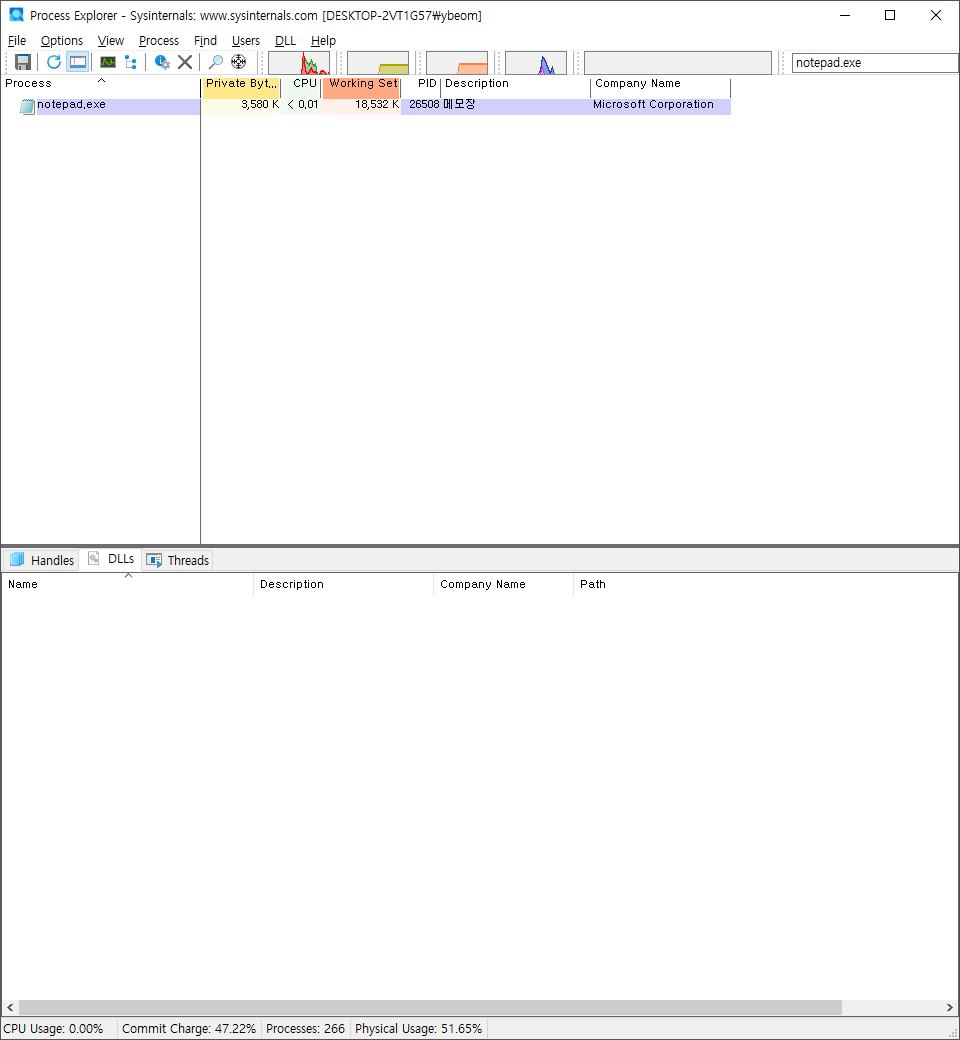 Process Explorer - Sysinternals: www.sysinternals.com [DESKTOP-2VT1G57₩ybeom]
File Options View Process Find Users DLL Help
notepad.exe
Process Private Byt... CPU Working Set PID Description Company Name
notepad.exe 3,580 K < 0.01 18,532 K 26508 메모장 Microsoft Corporation
Handles DLLs Threads
Name Description Company Name Path
CPU Usage: 0.00% Commit Charge: 47.22% Processes: 266 Physical Usage: 51.65%